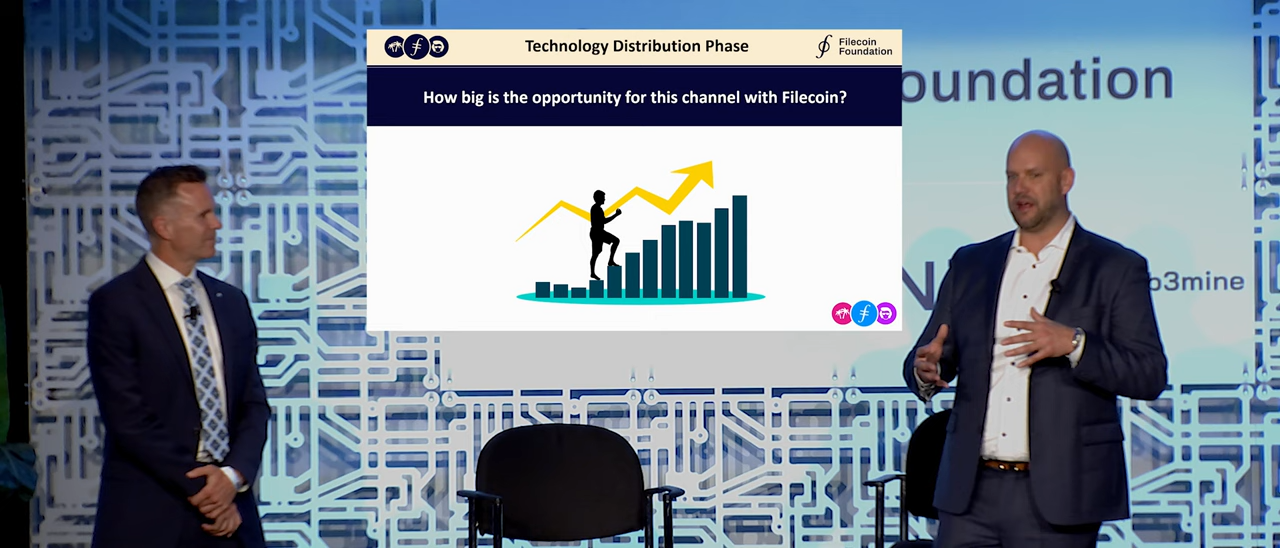 Technology Distribution Phase
Filecoin
Foundation
How big is the opportunity for this channel with Filecoin?
oundation
N
b3mine